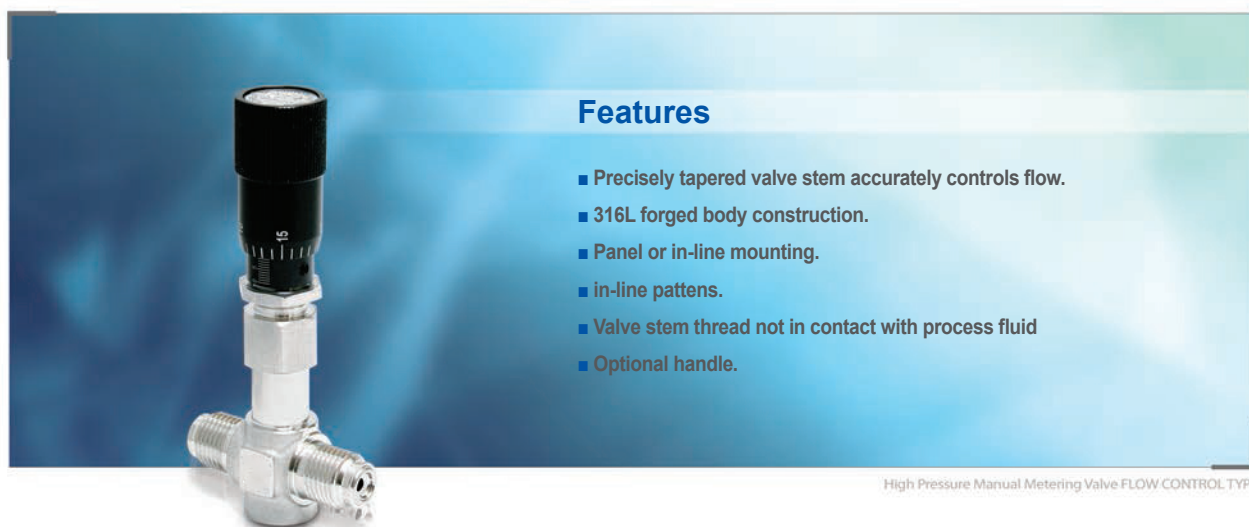 15
Features
■ Precisely tapered valve stem accurately controls flow.
■ 316L forged body construction.
■ Panel or in-line mounting.
■ in-line pattens.
■ Valve stem thread not in contact with process fluid
■ Optional handle.
High Pressure Manual Metering Valve FLOW CONTROL TYP